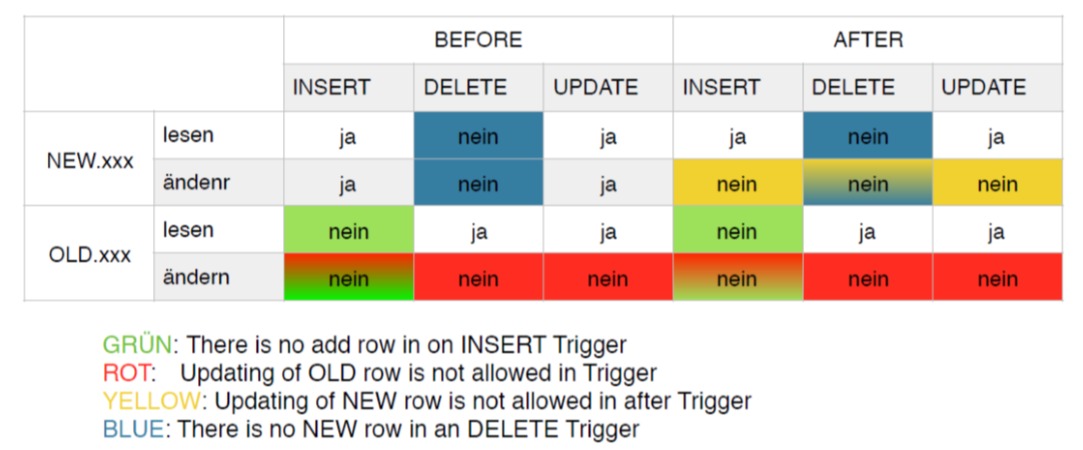 BEFORE AFTER
INSERT DELETE UPDATE INSERT DELETE UPDATE
NEW.xxx
lesen ja nein ja ja nein ja
ändenr ja nein ja nein nein nein
OLD.xxx
lesen nein ja ja nein ja ja
ändern nein nein nein nein nein nein
GRÜN: There is no add row in on INSERT Trigger
ROT: Updating of OLD row is not allowed in Trigger
YELLOW: Updating of NEW row is not allowed in after Trigger
BLUE: There is no NEW row in an DELETE Trigger